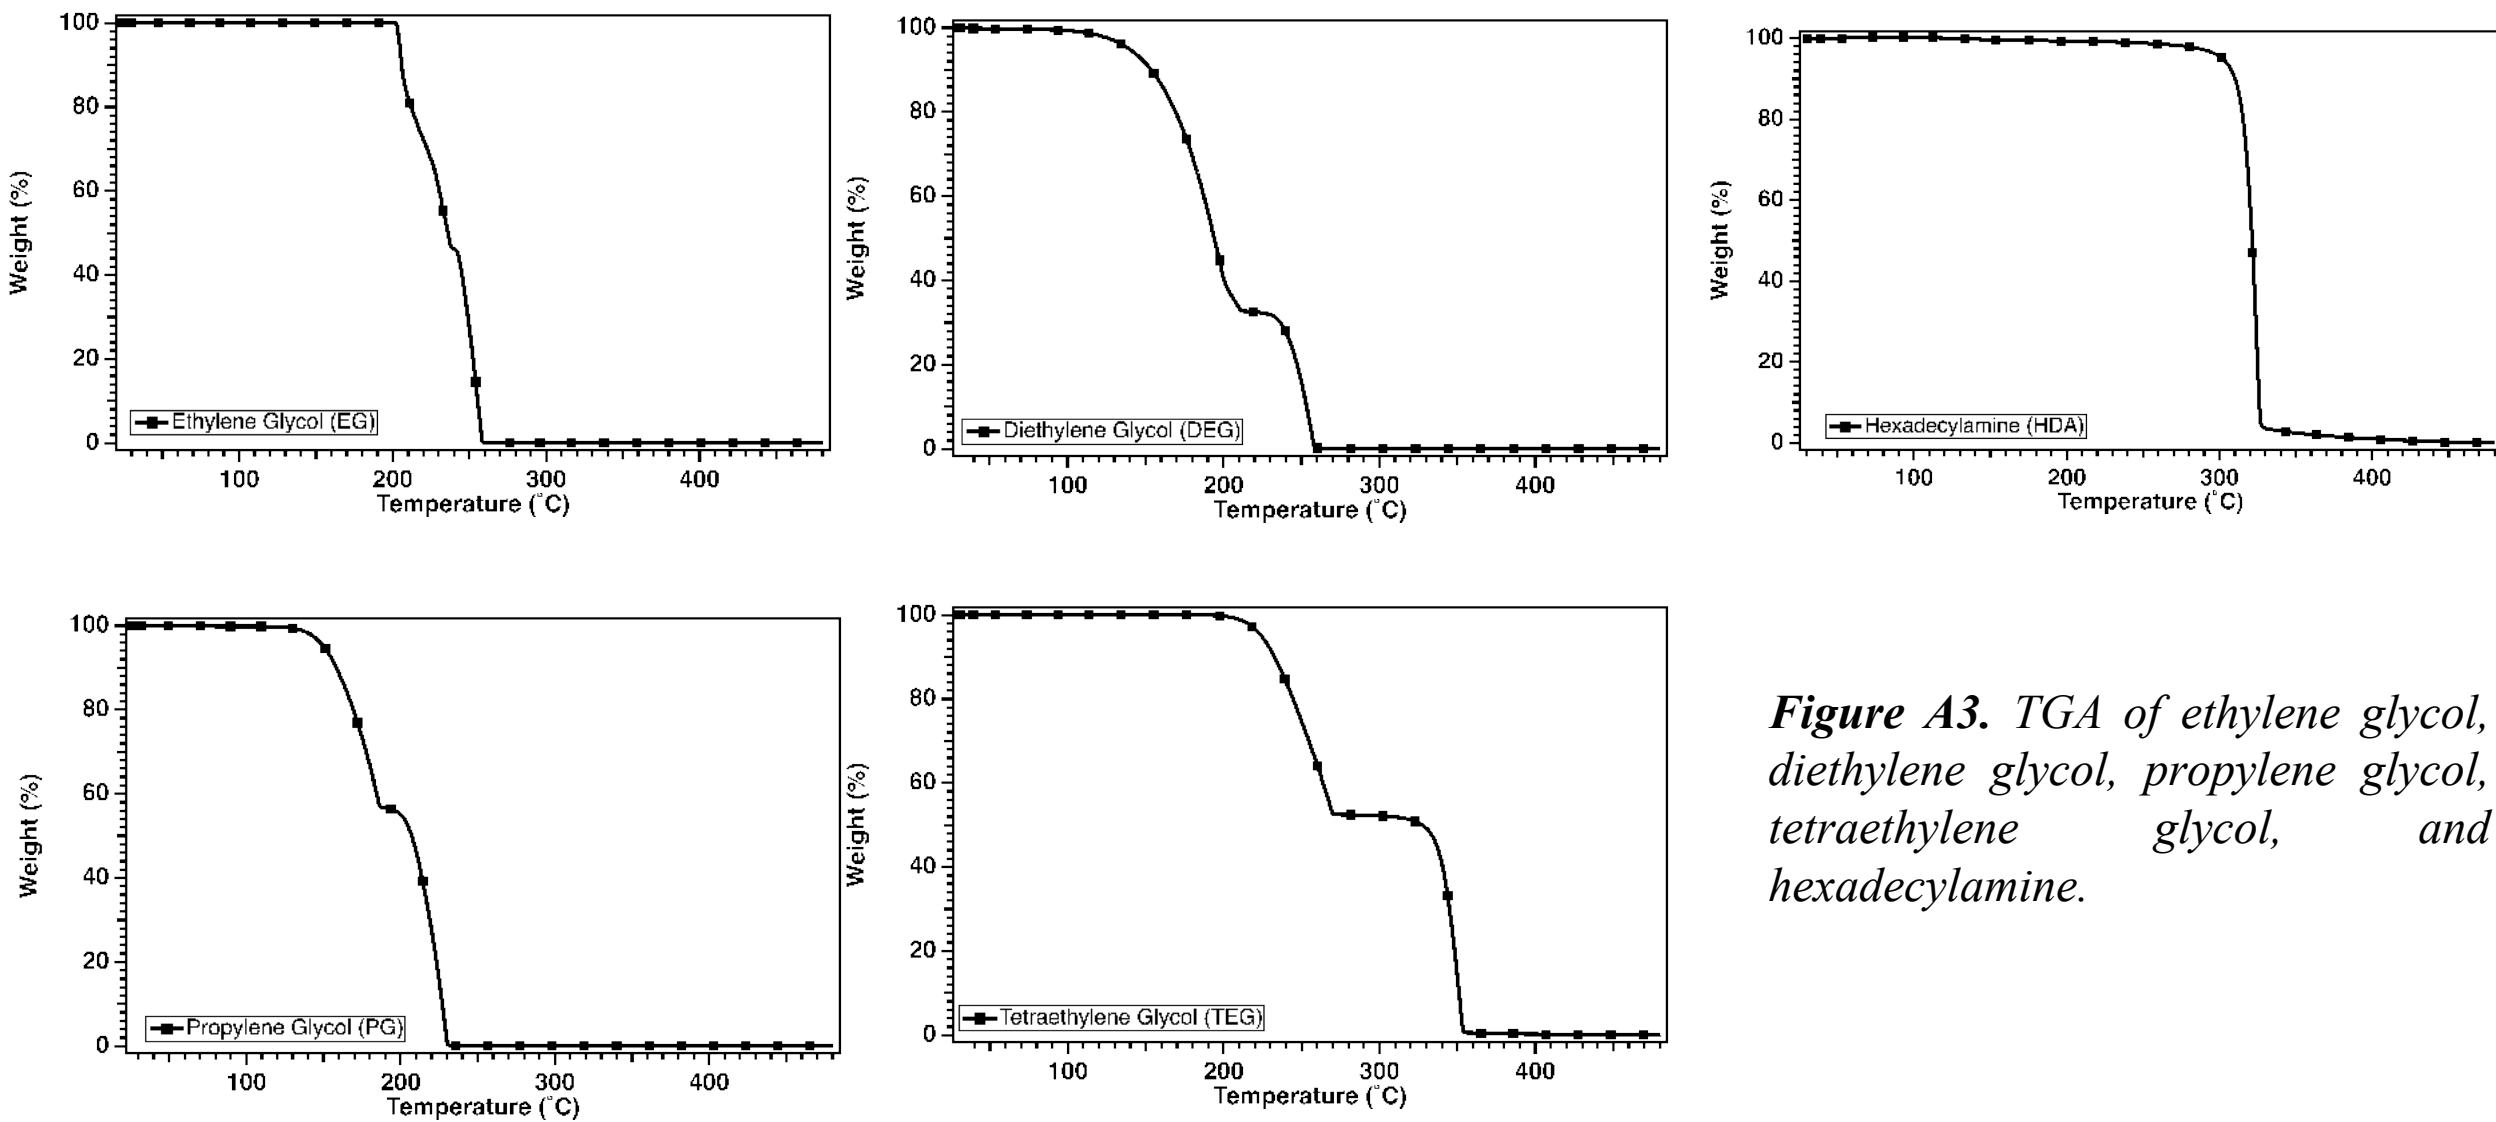 100
80
60
40
20
0
Weight (%)
Ethylene Glycol (EG)
100 200 300 400
Temperature (°C)
100
80
60
40
20
0
Weight (%)
Diethylene Glycol (DEG)
100 200 300 400
Temperature (°C)
100
80
60
40
20
0
Weight (%)
Hexadecylamine (HDA)
100 200 300 400
Temperature (°C)
100
80
60
40
20
0
Weight (%)
Propylene Glycol (PG)
100 200 300 400
Temperature (°C)
100
80
60
40
20
0
Weight (%)
Tetraethylene Glycol (TEG)
100 200 300 400
Temperature (°C)
Figure A3. TGA of ethylene glycol,
diethylene glycol, propylene glycol,
tetraethylene glycol, and
hexadecylamine.